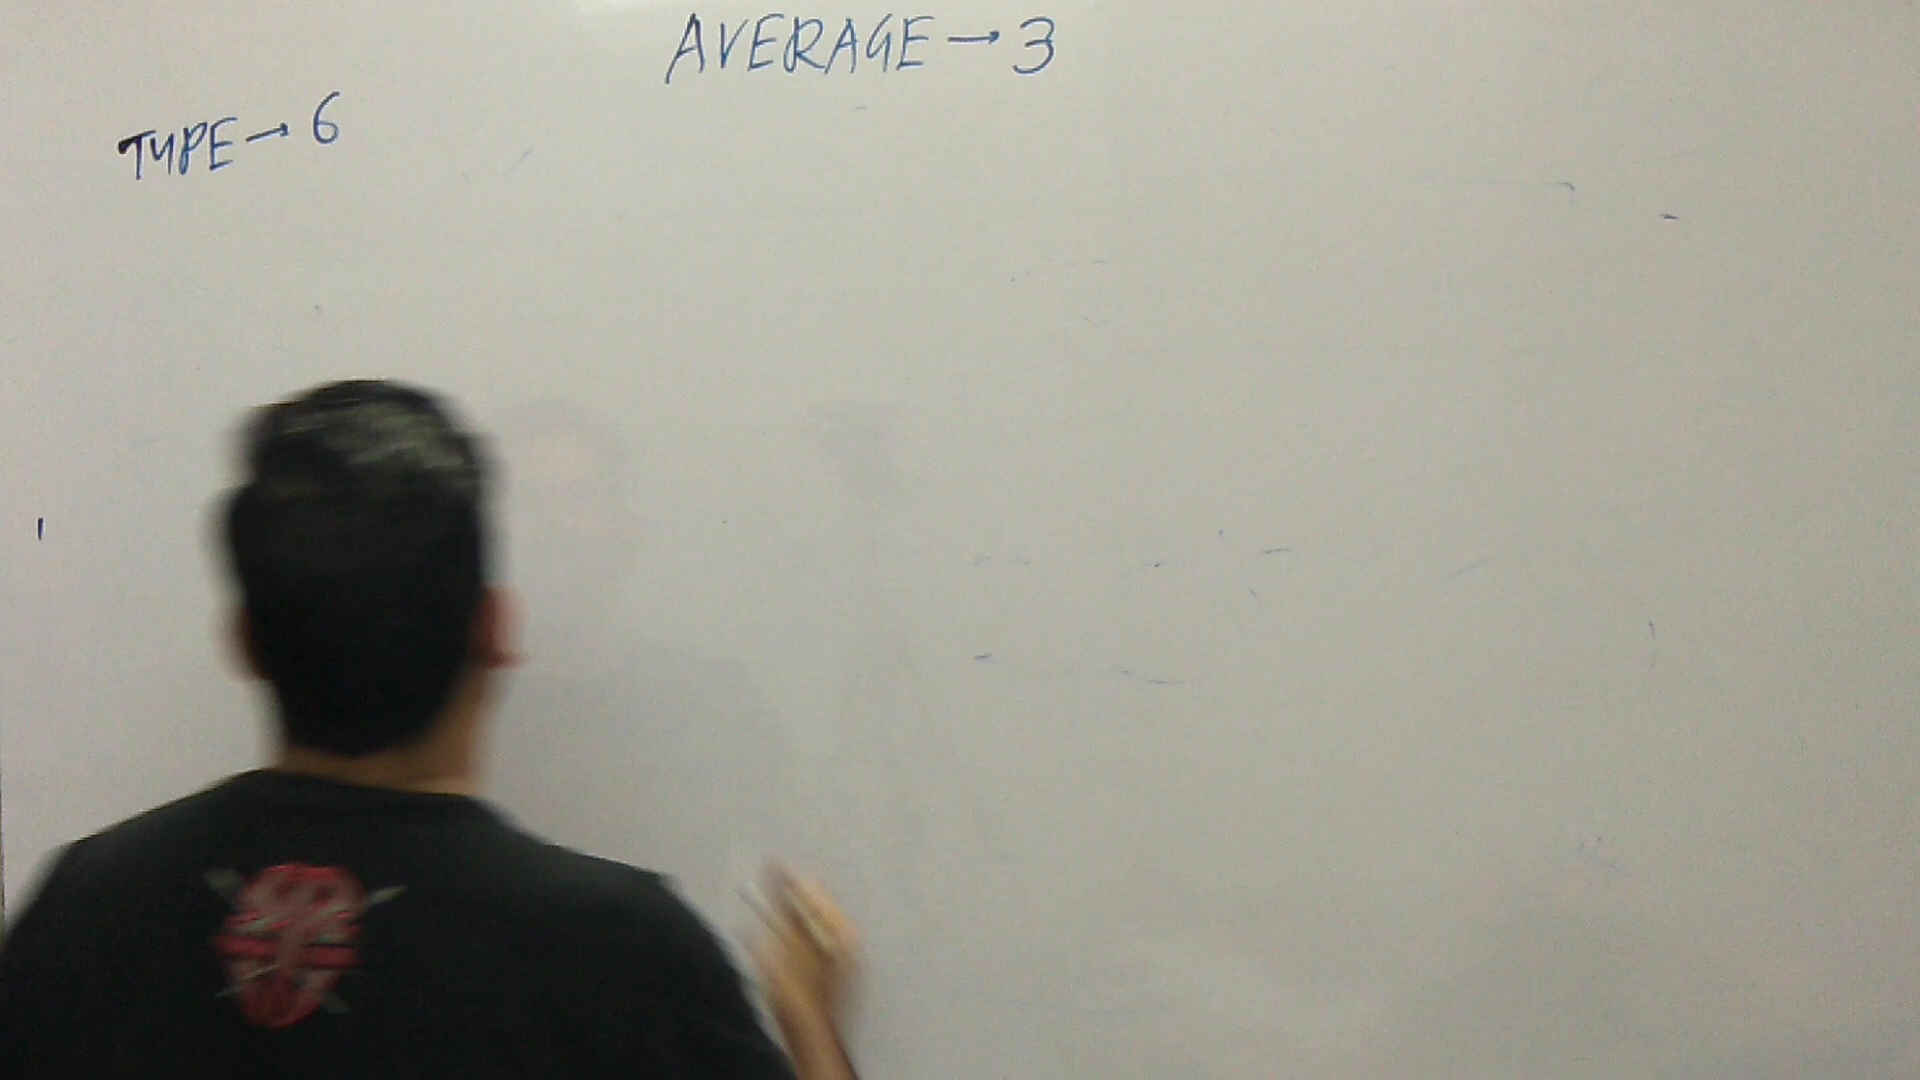 AVERAGE → 3
TYPE → 6